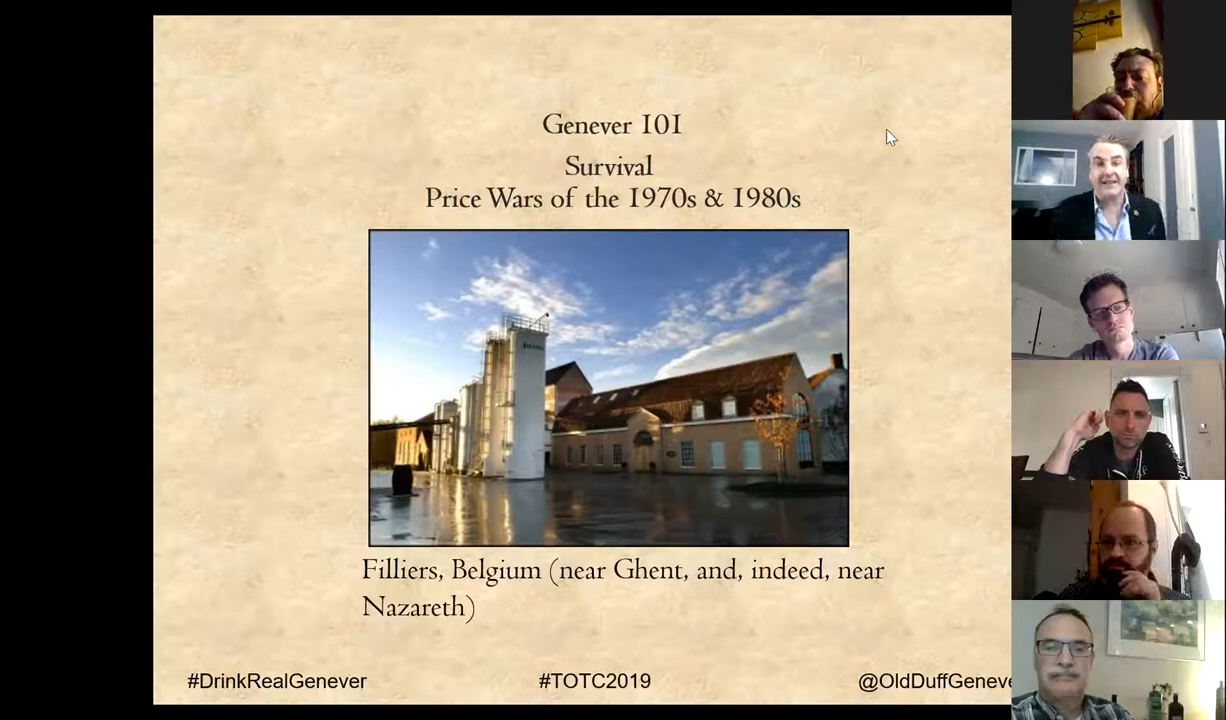 Genever 101
Survival
Price Wars of the 1970s & 1980s
Filliers, Belgium (near Ghent, and, indeed, near
Nazareth)
#DrinkRealGenever
#TOTC2019
@OldDuffGeneve